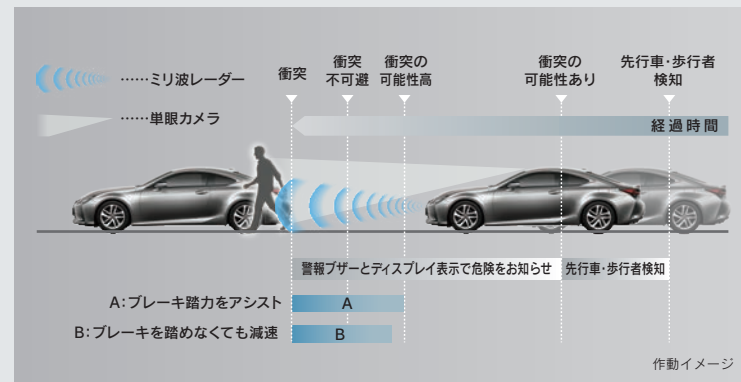 ……ミリ波レーダー
……単眼カメラ
衝突
衝突
不可避
衝突の
可能性高
衝突の
可能性あり
先行車・歩行者
検知
経過時間
警報ブザーとディスプレイ表示で危険をお知らせ
先行車・歩行者検知
A：ブレーキ踏力をアシスト
A
B：ブレーキを踏めなくても減速
B
作動イメージ